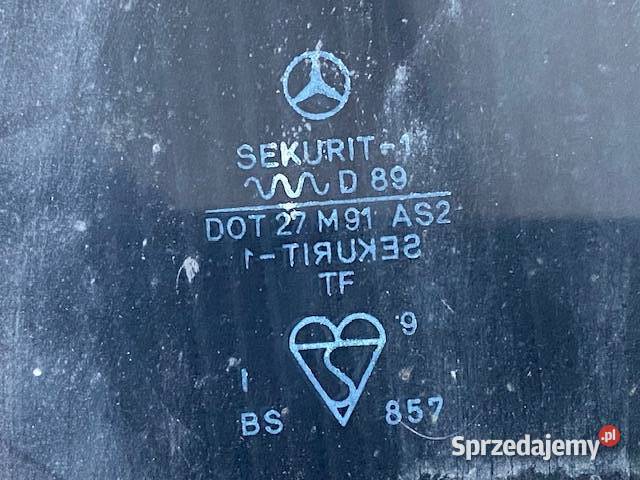 SEKURIT-1
D 89
DOT 27 M91 AS2
SEKURIT-1
TF
9
I
BS 857
Sprzedajemy.pl